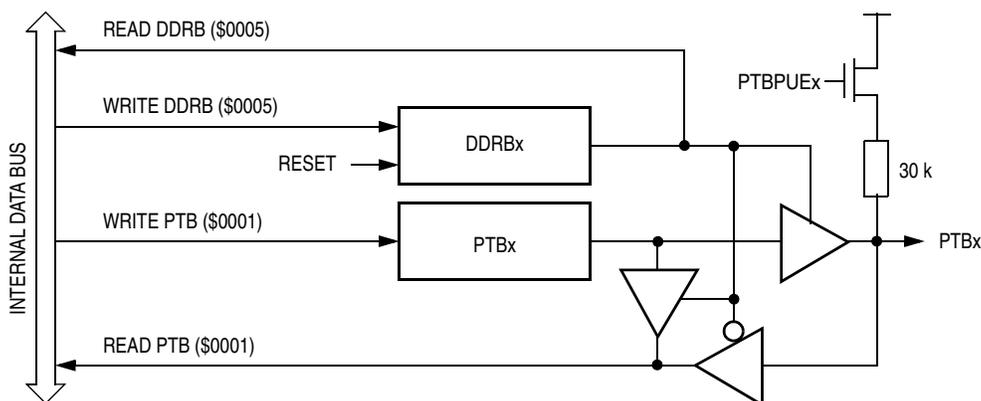 READ DDRB ($0005)
PTBPUEx
WRITE DDRB ($0005)
DDRBx
RESET
30 k
INTERNAL DATA BUS
WRITE PTB ($0001)
PTBx
PTBx
READ PTB ($0001)